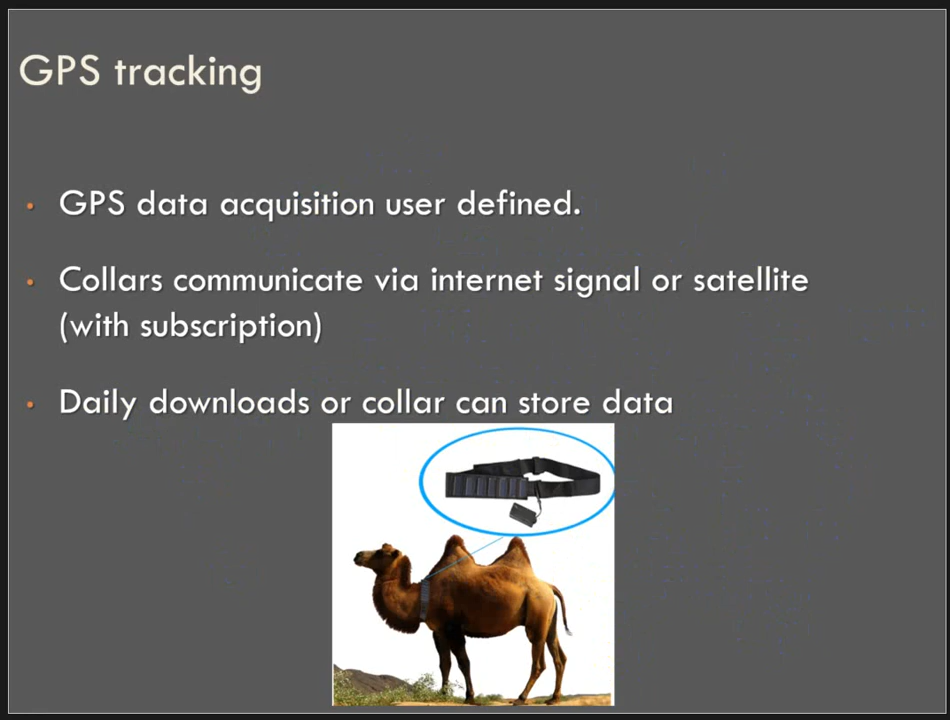 GPS tracking
• GPS data acquisition user defined.
• Collars communicate via internet signal or satellite
(with subscription)
• Daily downloads or collar can store data